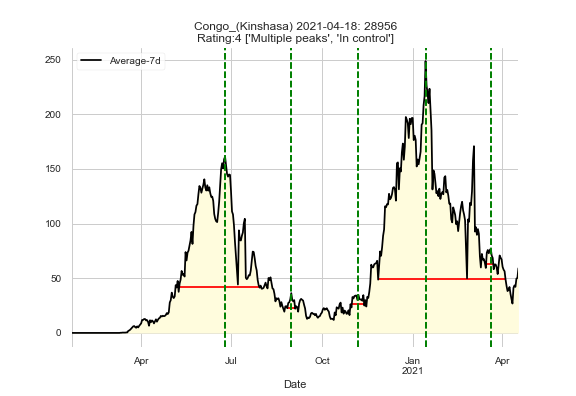 Congo_(Kinshasa) 2021-04-18: 28956
Rating:4 ['Multiple peaks', 'In control']
Average-7d
250
200
150
100
50
0
Apr
Jul
Oct
Jan
2021
Apr
Date